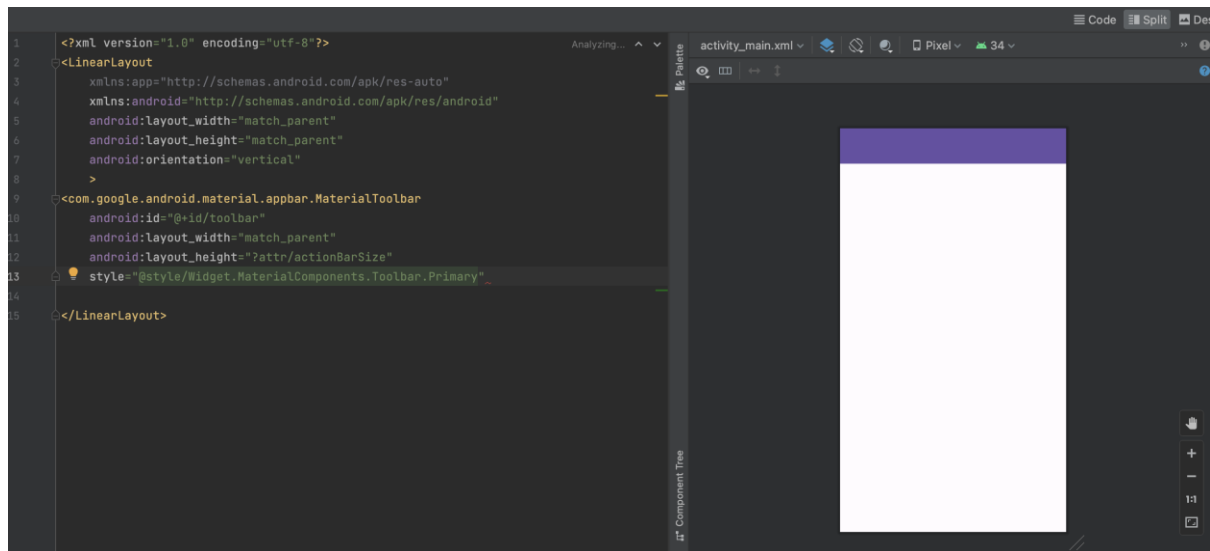 Code Split Des
1 <?xml version="1.0" encoding="utf-8"?>
Analyzing...
2 <LinearLayout
3 xmlns:app="http://schemas.android.com/apk/res-auto"
4 xmlns:android="http://schemas.android.com/apk/res/android"
5 android:layout_width="match_parent"
6 android:layout_height="match_parent"
7 android:orientation="vertical"
8 >
9 <com.google.android.material.appbar.MaterialToolbar
10 android:id="@+id/toolbar"
11 android:layout_width="match_parent"
12 android:layout_height="?attr/actionBarSize"
13 style="@style/Widget.MaterialComponents.Toolbar.Primary"
14
15 </LinearLayout>
Palette
Component Tree
activity_main.xml Pixel 34
1:1